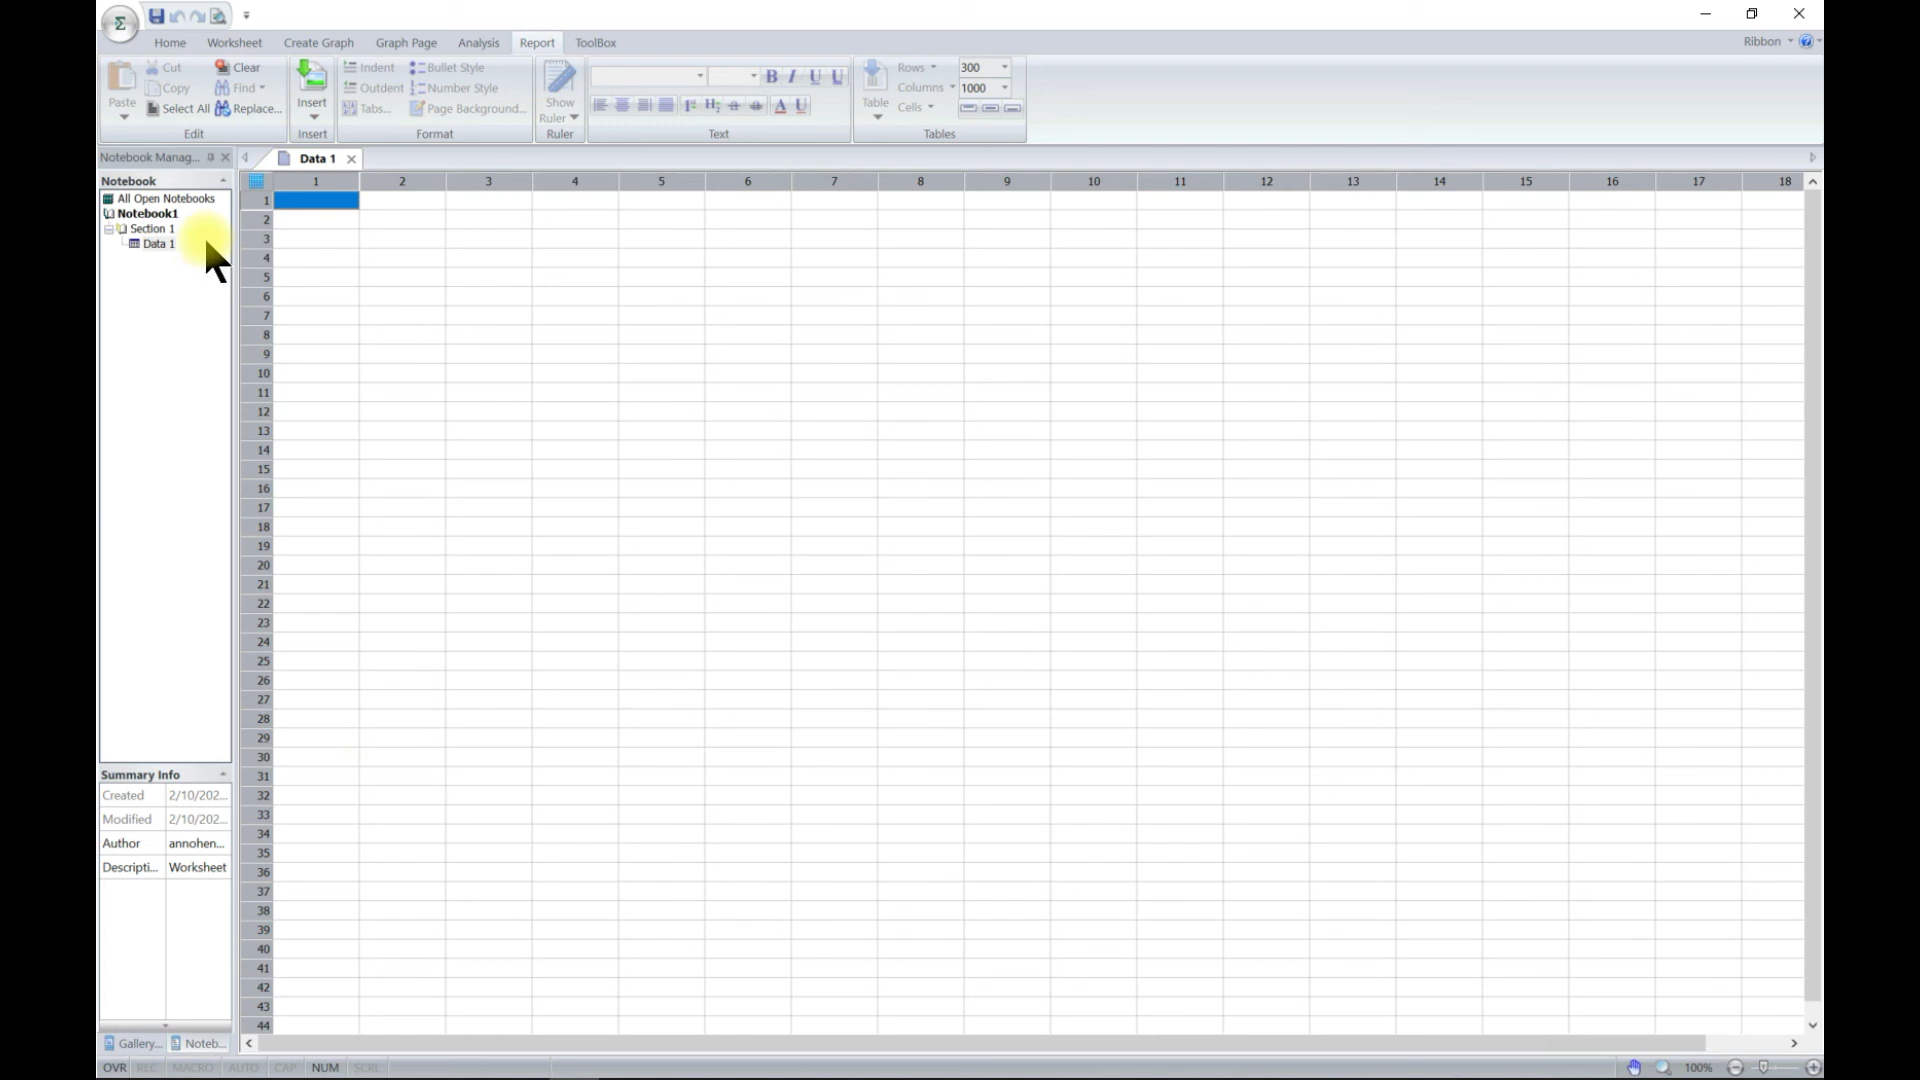 Σ
Home Worksheet Create Graph Graph Page Analysis Report ToolBox Ribbon
Paste Cut Copy Select All Clear Find Replace... Edit
Insert Insert
Indent Outdent Tabs... Bullet Style Number Style Page Background... Format
Show Ruler Ruler
B I U U A U Text
Table Rows Columns Cells 300 1000 Tables
Notebook Manag... Data 1
Notebook
All Open Notebooks
Notebook1
Section 1
Data 1
1 2 3 4 5 6 7 8 9 10 11 12 13 14 15 16 17 18
1
2
3
4
5
6
7
8
9
10
11
12
13
14
15
16
17
18
19
20
21
22
23
24
25
26
27
28
29
30
31
32
33
34
35
36
37
38
39
40
41
42
43
44
Summary Info
Created 2/10/202...
Modified 2/10/202...
Author annohen...
Descripti... Worksheet
Gallery... Noteb...
OVR REC MACRO AUTO CAP NUM SCRL 100%